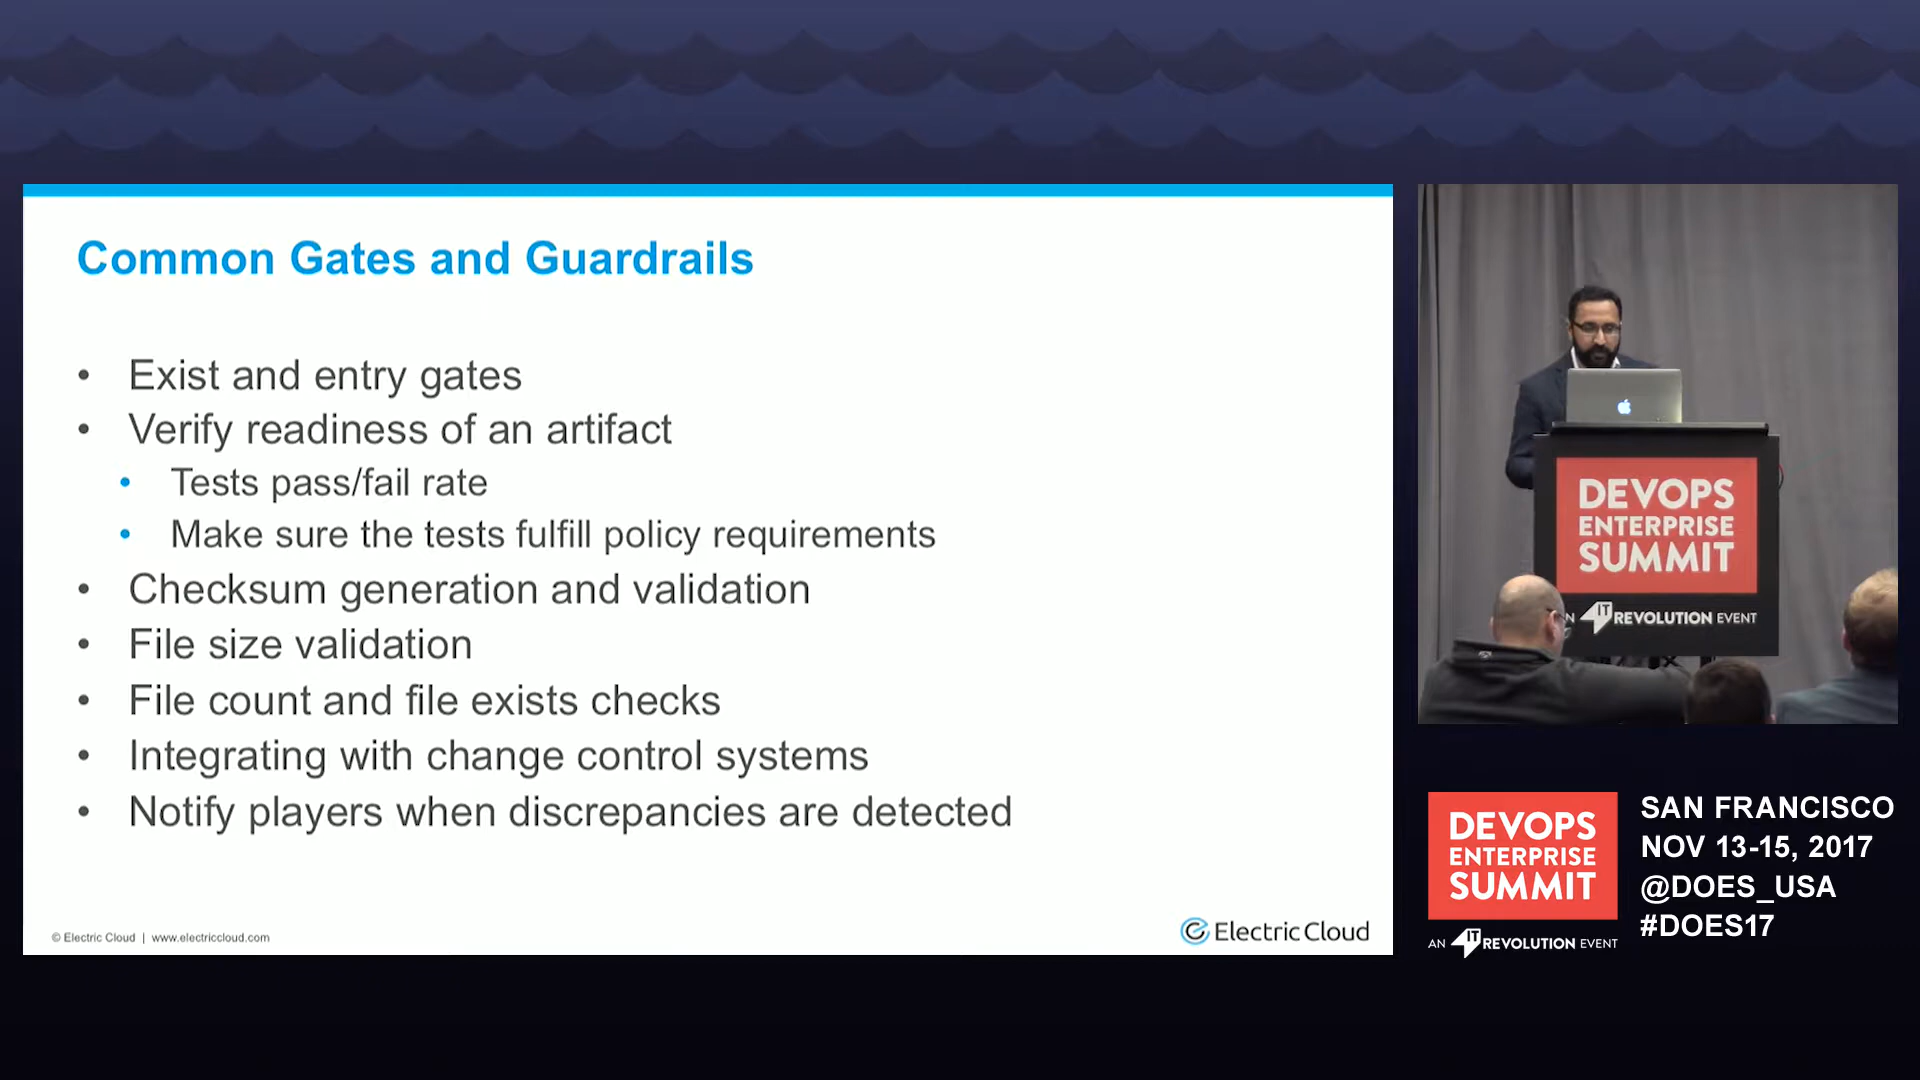 Common Gates and Guardrails
• Exist and entry gates
• Verify readiness of an artifact
• Tests pass/fail rate
• Make sure the tests fulfill policy requirements
• Checksum generation and validation
• File size validation
• File count and file exists checks
• Integrating with change control systems
• Notify players when discrepancies are detected
© Electric Cloud | www.electriccloud.com
Electric Cloud
DEVOPS
ENTERPRISE
SUMMIT
IT REVOLUTION EVENT
DEVOPS
ENTERPRISE
SUMMIT
AN IT REVOLUTION EVENT
SAN FRANCISCO
NOV 13-15, 2017
@DOES_USA
#DOES17